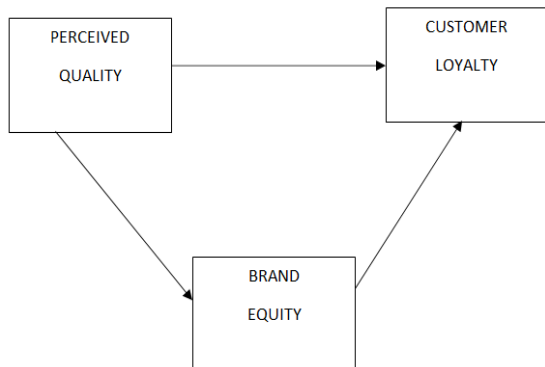 PERCEIVED
QUALITY
CUSTOMER
LOYALTY
BRAND
EQUITY